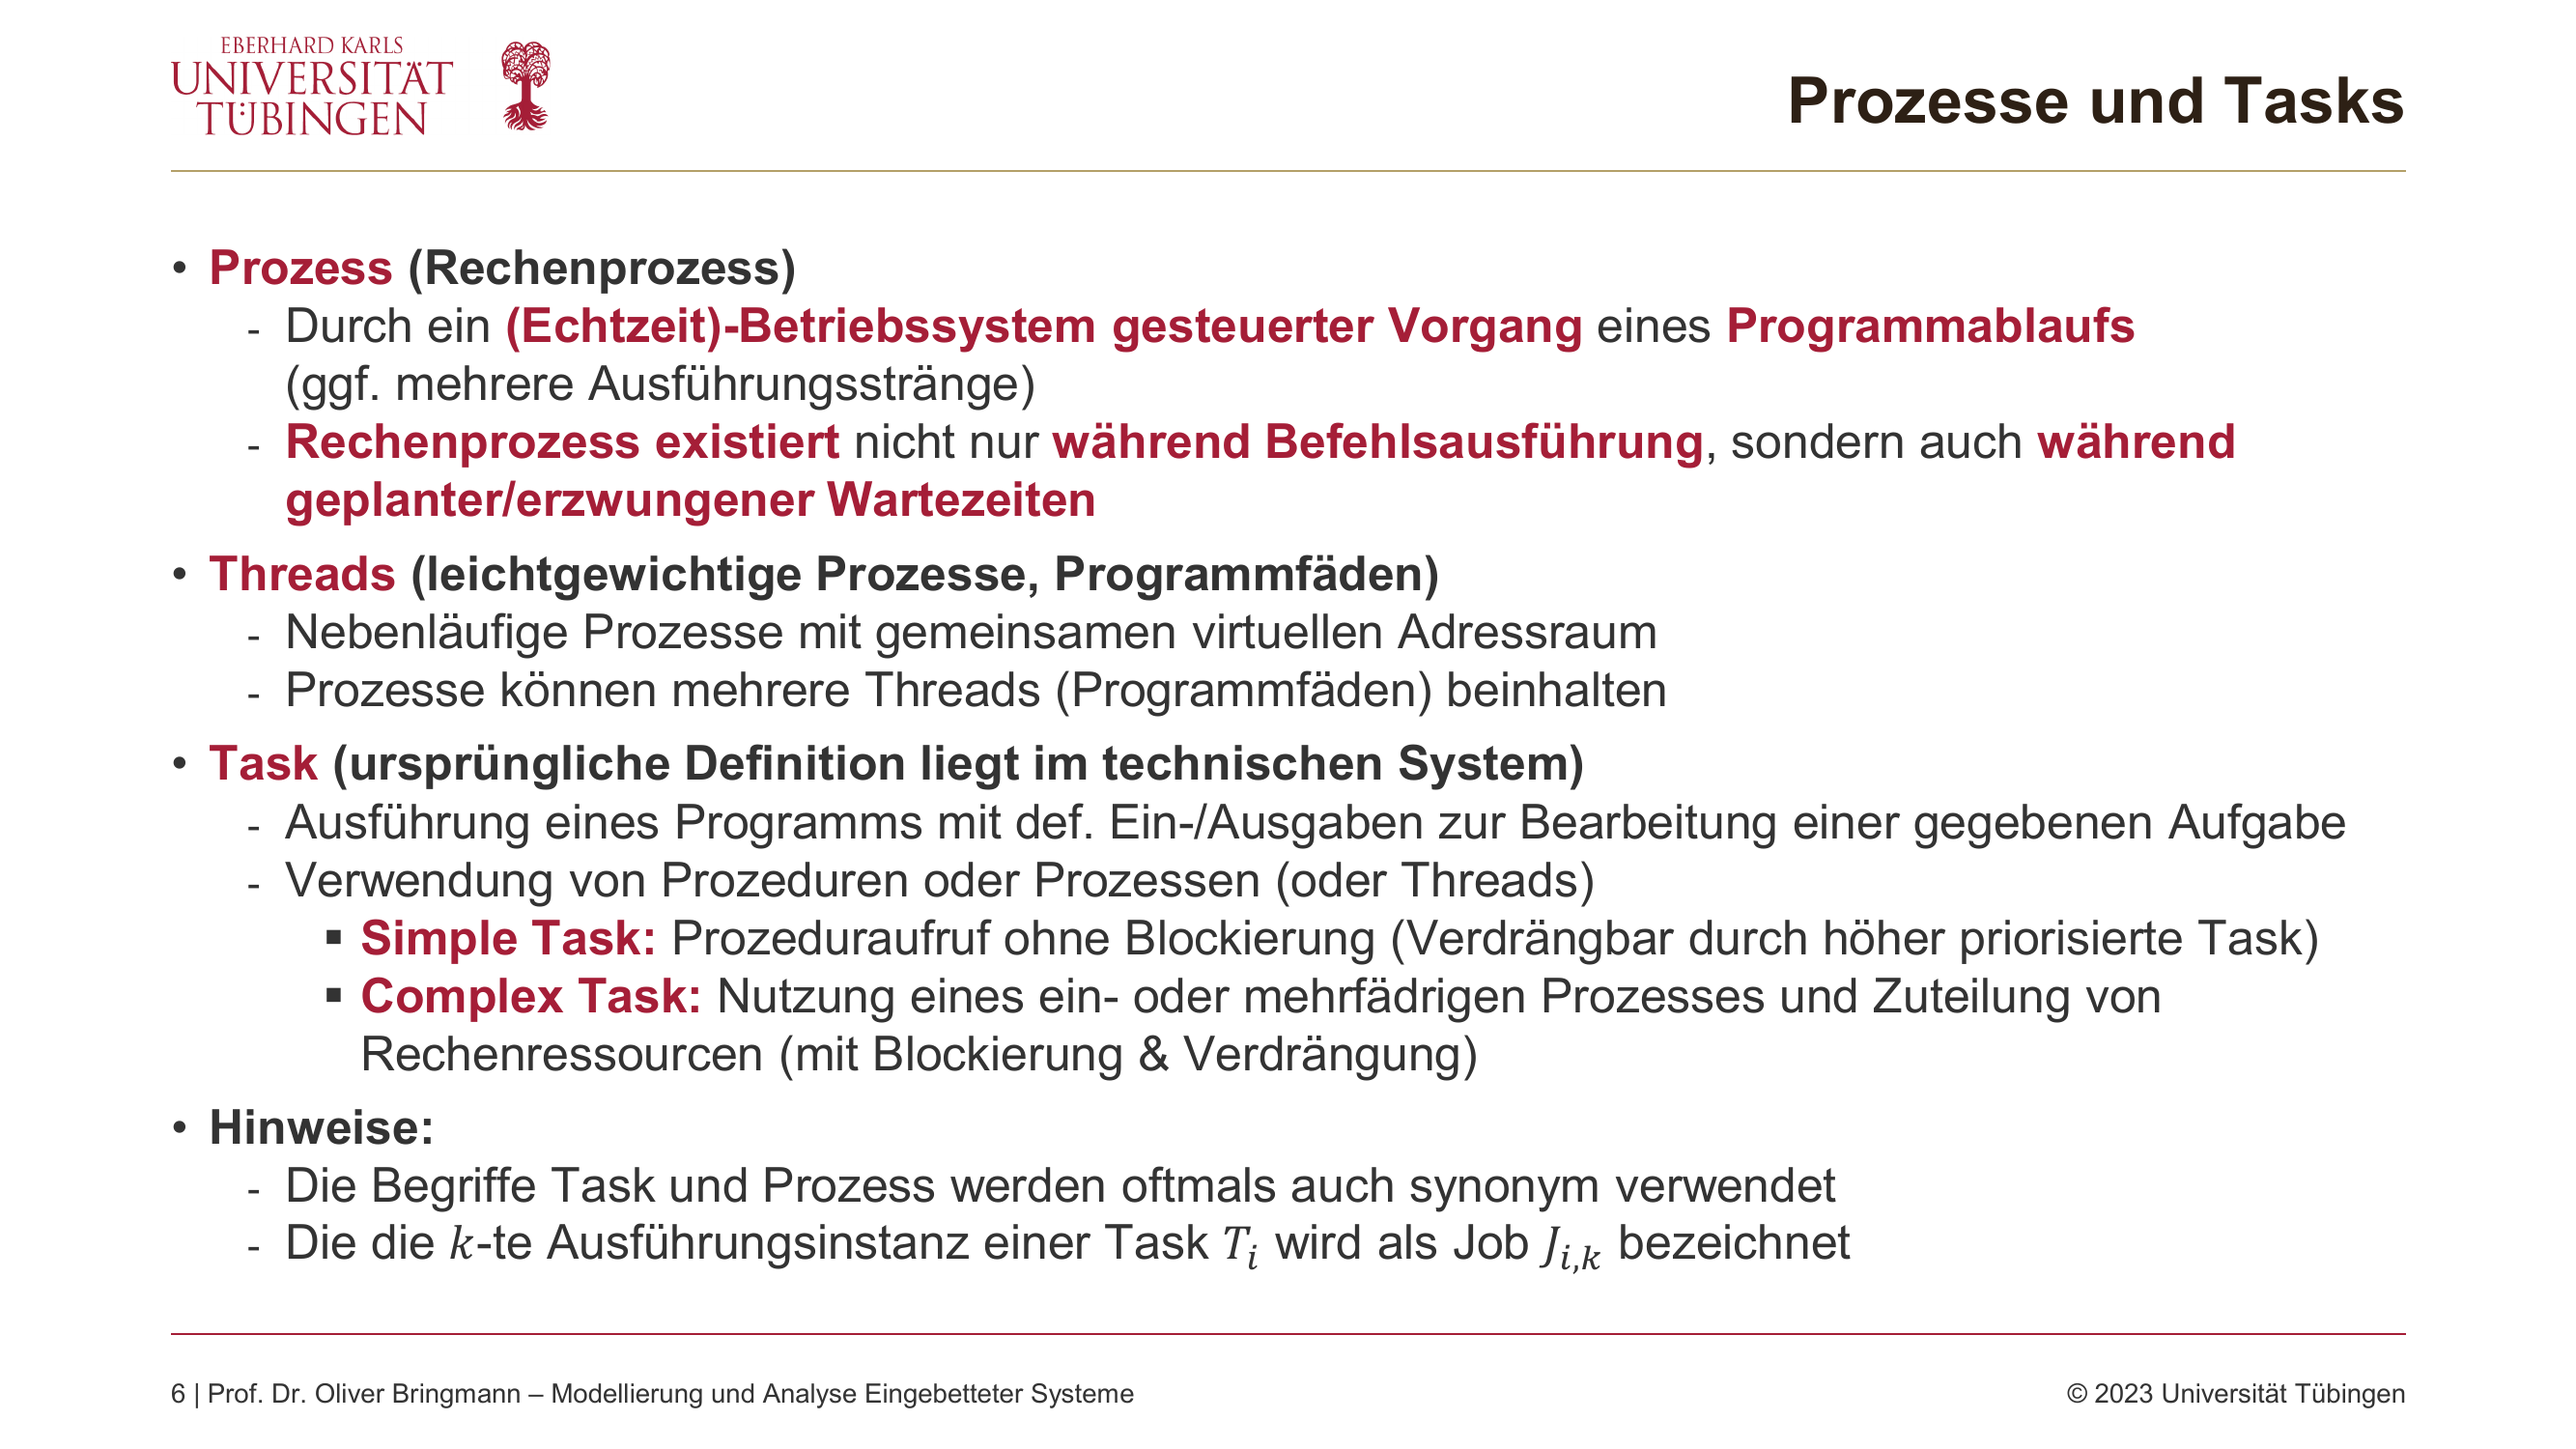 EBERHARD KARLS
UNIVERSITÄT
TÜBINGEN
Prozesse und Tasks
• Prozess (Rechenprozess)
- Durch ein (Echtzeit)-Betriebssystem gesteuerter Vorgang eines Programmablaufs
(ggf. mehrere Ausführungsstränge)
- Rechenprozess existiert nicht nur während Befehlsausführung, sondern auch während
geplanter/erzwungener Wartezeiten
• Threads (leichtgewichtige Prozesse, Programmfäden)
- Nebenläufige Prozesse mit gemeinsamen virtuellen Adressraum
- Prozesse können mehrere Threads (Programmfäden) beinhalten
• Task (ursprüngliche Definition liegt im technischen System)
- Ausführung eines Programms mit def. Ein-/Ausgaben zur Bearbeitung einer gegebenen Aufgabe
- Verwendung von Prozeduren oder Prozessen (oder Threads)
▪ Simple Task: Prozeduraufruf ohne Blockierung (Verdrängbar durch höher priorisierte Task)
▪ Complex Task: Nutzung eines ein- oder mehrfädrigen Prozesses und Zuteilung von
Rechenressourcen (mit Blockierung & Verdrängung)
• Hinweise:
- Die Begriffe Task und Prozess werden oftmals auch synonym verwendet
- Die die k-te Ausführungsinstanz einer Task T_i wird als Job J_{i,k} bezeichnet
6 | Prof. Dr. Oliver Bringmann – Modellierung und Analyse Eingebetteter Systeme
© 2023 Universität Tübingen